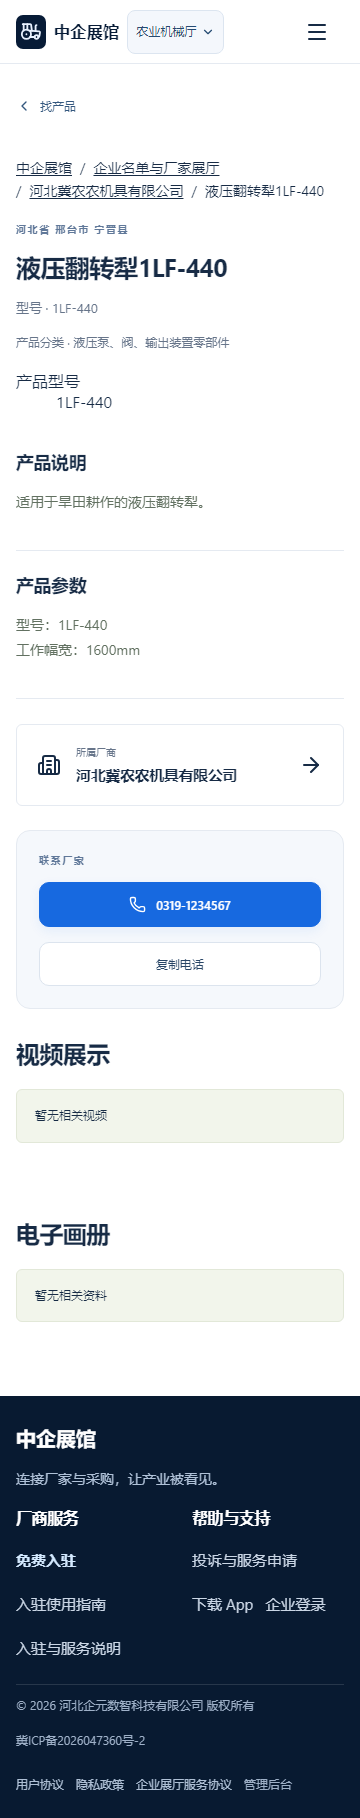 中企展馆 农业机械厅
找产品
中企展馆 / 企业名单与厂家展厅
/ 河北冀农农机具有限公司 / 液压翻转犁1LF-440
河北省 邢台市 宁晋县
液压翻转犁1LF-440
型号 · 1LF-440
产品分类 · 液压泵、阀、输出装置零部件
产品型号
1LF-440
产品说明
适用于旱田耕作的液压翻转犁。
产品参数
型号：1LF-440
工作幅宽：1600mm
所属厂商
河北冀农农机具有限公司
联系厂家
0319-1234567
复制电话
视频展示
暂无相关视频
电子画册
暂无相关资料
中企展馆
连接厂家与采购，让产业被看见。
厂商服务 帮助与支持
免费入驻 投诉与服务申请
入驻使用指南 下载 App 企业登录
入驻与服务说明
© 2026 河北企元数智科技有限公司 版权所有
冀ICP备2026047360号-2
用户协议 隐私政策 企业展厅服务协议 管理后台